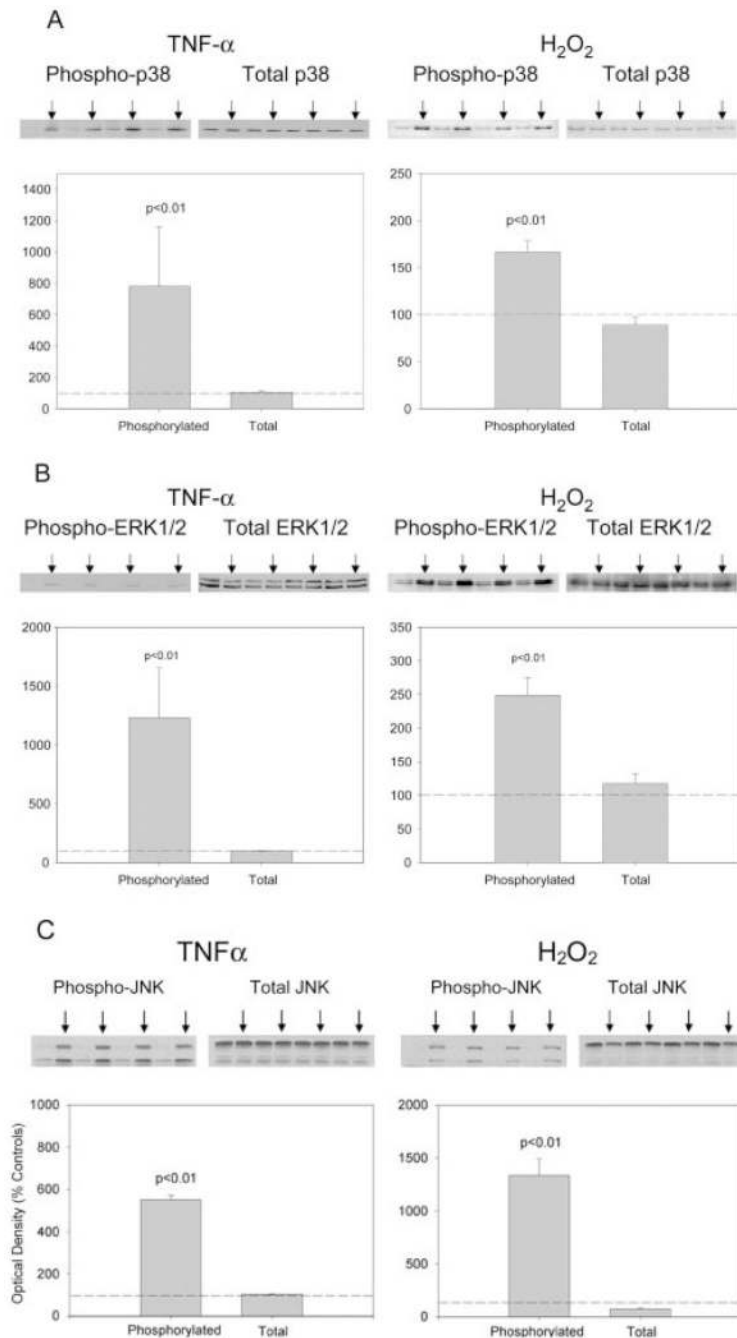 A
TNF-α
H₂O₂
Phospho-p38 Total p38
Phospho-p38 Total p38
1400
1200
1000
800
600
400
200
0
p<0.01
Phosphorylated Total
250
200
150
100
50
0
p<0.01
Phosphorylated Total
B
TNF-α
H₂O₂
Phospho-ERK1/2 Total ERK1/2
Phospho-ERK1/2 Total ERK1/2
2000
1500
1000
500
0
p<0.01
Phosphorylated Total
350
300
250
200
150
100
50
0
p<0.01
Phosphorylated Total
C
TNFα
H₂O₂
Phospho-JNK Total JNK
Phospho-JNK Total JNK
Optical Density (% Controls)
1000
800
600
400
200
0
p<0.01
Phosphorylated Total
2000
1500
1000
500
0
p<0.01
Phosphorylated Total